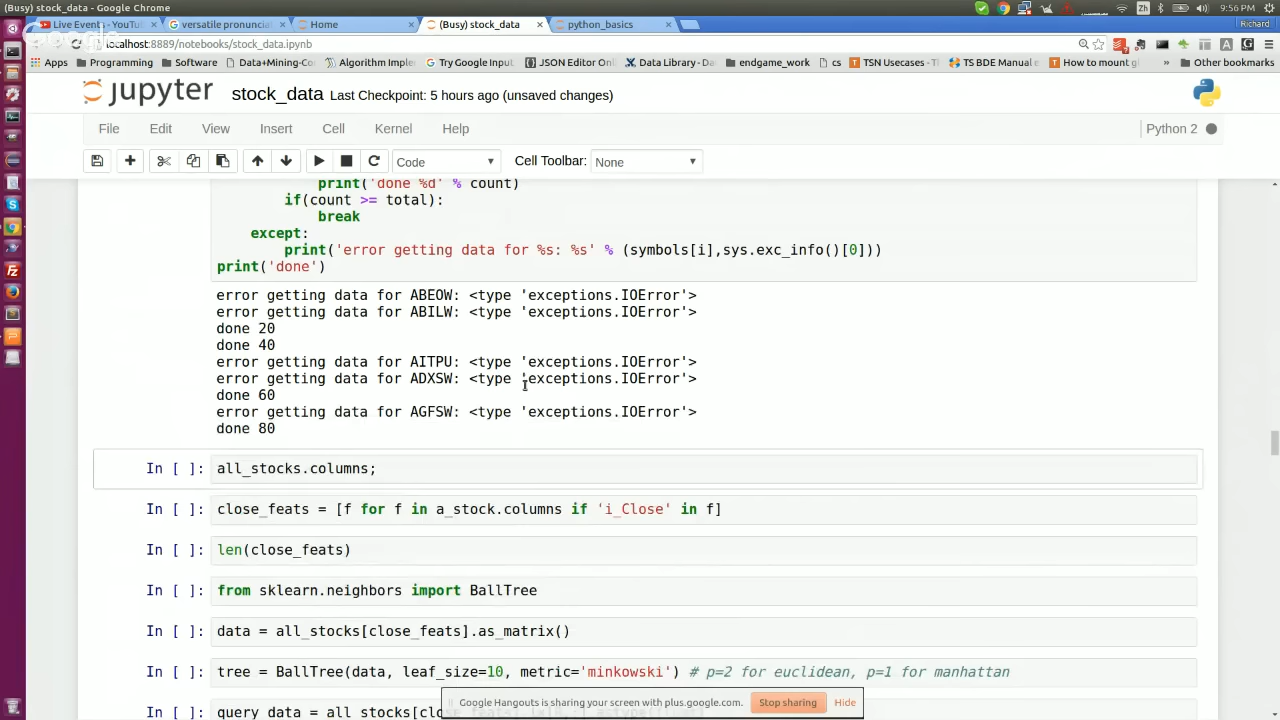 (Busy) stock_data - Google Chrome
9:56 PM
Live Events - YouTu
versatile pronuncia
Home
(Busy) stock_data
python_basics
Richard
localhost:8889/notebooks/stock_data.ipynb
Apps
Programming
Software
Data+Mining-Co
Algorithm Imple
Try Google Input
JSON Editor Onli
Data Library - Da
endgame_work
cs
TSN Usecases - T
TS BDE Manual e
How to mount
»
Other bookmarks
jupyter
stock_data
Last Checkpoint: 5 hours ago (unsaved changes)
File
Edit
View
Insert
Cell
Kernel
Help
Python 2
Code
Cell Toolbar:
None
print('done %d' % count)
if(count >= total):
break
except:
print('error getting data for %s: %s' % (symbols[i],sys.exc_info()[0]))
print('done')
error getting data for ABEOW: <type 'exceptions.IOError'>
error getting data for ABILW: <type 'exceptions.IOError'>
done 20
done 40
error getting data for AITPU: <type 'exceptions.IOError'>
error getting data for ADXSW: <type 'exceptions.IOError'>
done 60
error getting data for AGFSW: <type 'exceptions.IOError'>
done 80
In [ ]: all_stocks.columns;
In [ ]: close_feats = [f for f in a_stock.columns if 'i_Close' in f]
In [ ]: len(close_feats)
In [ ]: from sklearn.neighbors import BallTree
In [ ]: data = all_stocks[close_feats].as_matrix()
In [ ]: tree = BallTree(data, leaf_size=10, metric='minkowski') # p=2 for euclidean, p=1 for manhattan
Google Hangouts is sharing your screen with plus.google.com.
Stop sharing
Hide
In [ ]: query_data = all_stocks[close_feats]